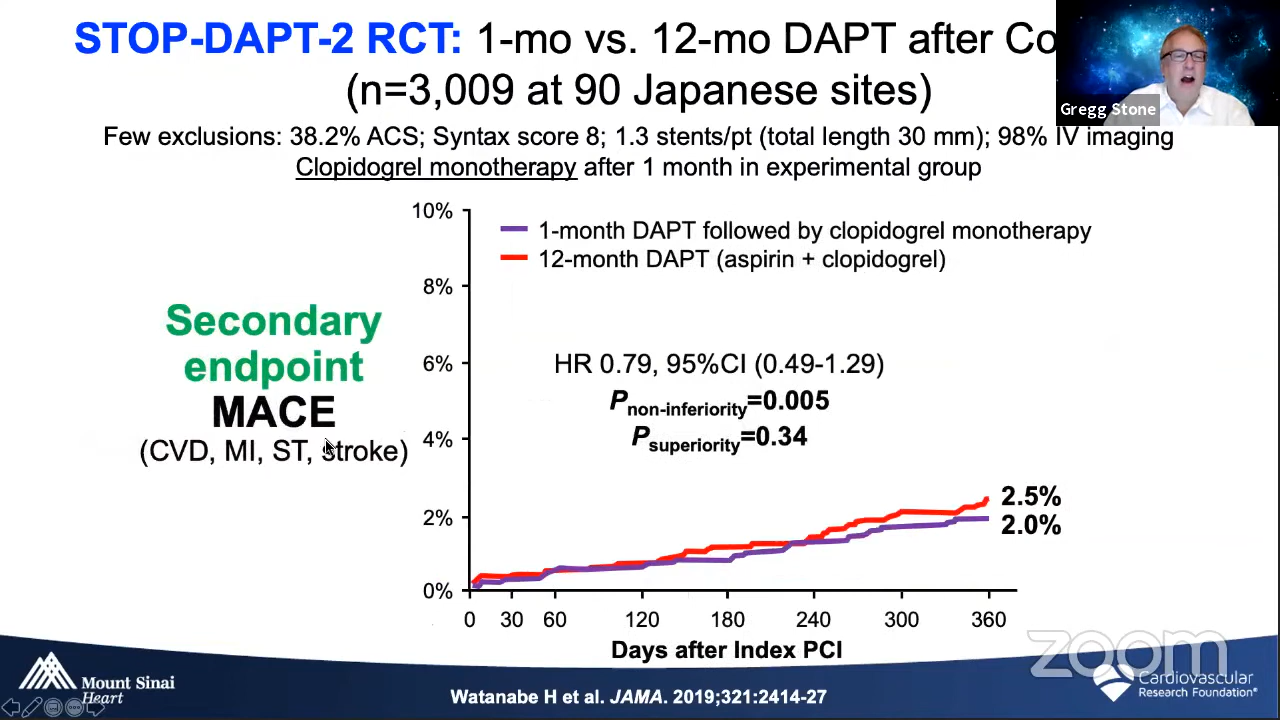 STOP-DAPT-2 RCT: 1-mo vs. 12-mo DAPT after Co
(n=3,009 at 90 Japanese sites)
Gregg Stone
Few exclusions: 38.2% ACS; Syntax score 8; 1.3 stents/pt (total length 30 mm); 98% IV imaging
Clopidogrel monotherapy after 1 month in experimental group
10%
8%
6%
4%
2%
0%
1-month DAPT followed by clopidogrel monotherapy
12-month DAPT (aspirin + clopidogrel)
Secondary
endpoint
MACE
(CVD, MI, ST, stroke)
HR 0.79, 95%CI (0.49-1.29)
Pnon-inferiority=0.005
Psuperiority=0.34
2.5%
2.0%
0 30 60 120 180 240 300 360
Days after Index PCI
zoom
Mount Sinai
Heart
Watanabe H et al. JAMA. 2019;321:2414-27
Cardiovascular
Research Foundation®